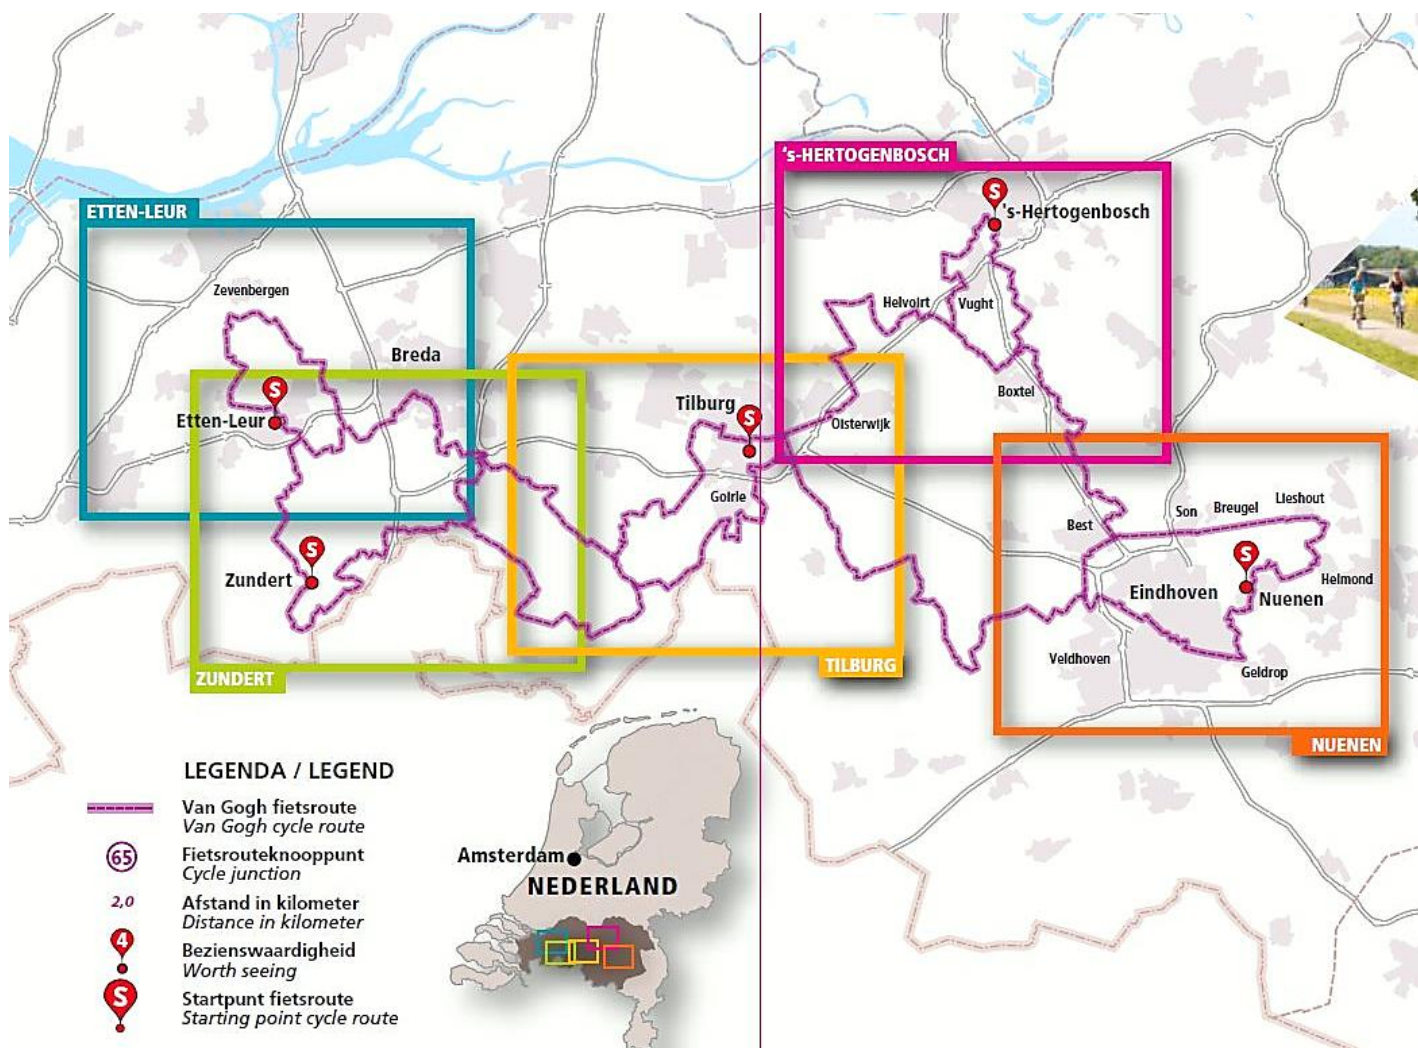 's-HERTOGENBOSCH
S
's-Hertogenbosch
ETTEN-LEUR
Zevenbergen
Helvoirt
Vught
Breda
S
Etten-Leur
Boxtel
Tilburg
S
Oisterwijk
Goirle
Lieshout
Breugel
Son
Best
S
Zundert
S
Helmond
Eindhoven
Nuenen
Veldhoven
Geldrop
ZUNDERT
TILBURG
NUENEN
LEGENDA / LEGEND
Van Gogh fietsroute
Van Gogh cycle route
65
Fietsrouteknooppunt
Cycle junction
2,0
Afstand in kilometer
Distance in kilometer
4
Bezienswaardigheid
Worth seeing
S
Startpunt fietsroute
Starting point cycle route
Amsterdam
NEDERLAND